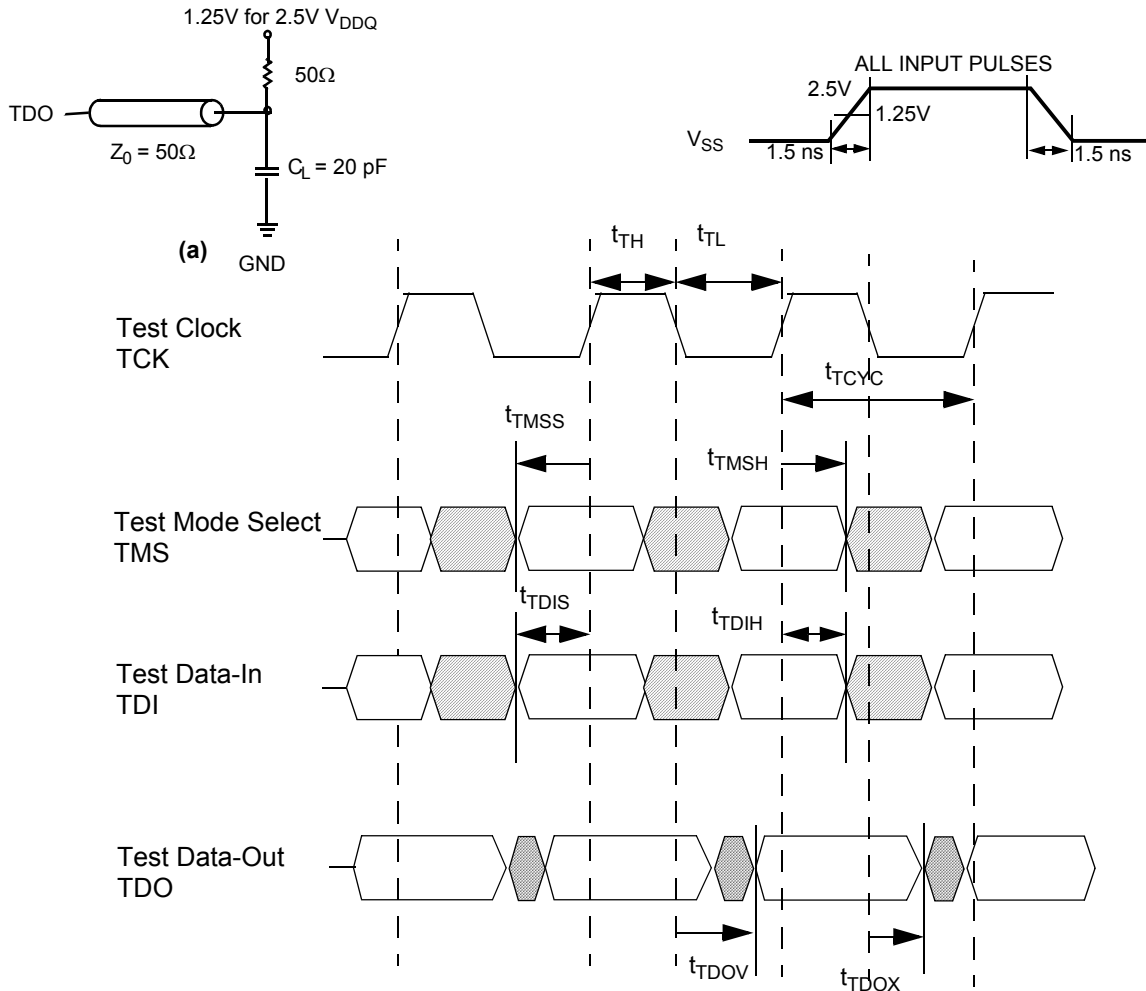 1.25V for 2.5V VDDQ
50Ω
TDO
Z0 = 50Ω
CL = 20 pF
(a)
GND
ALL INPUT PULSES
2.5V
1.25V
VSS
1.5 ns
1.5 ns
tTH
tTL
Test Clock
TCK
tTCYC
tTMSS
tTMSH
Test Mode Select
TMS
tTDIS
tTDIH
Test Data-In
TDI
Test Data-Out
TDO
tTDOV
tTDOX